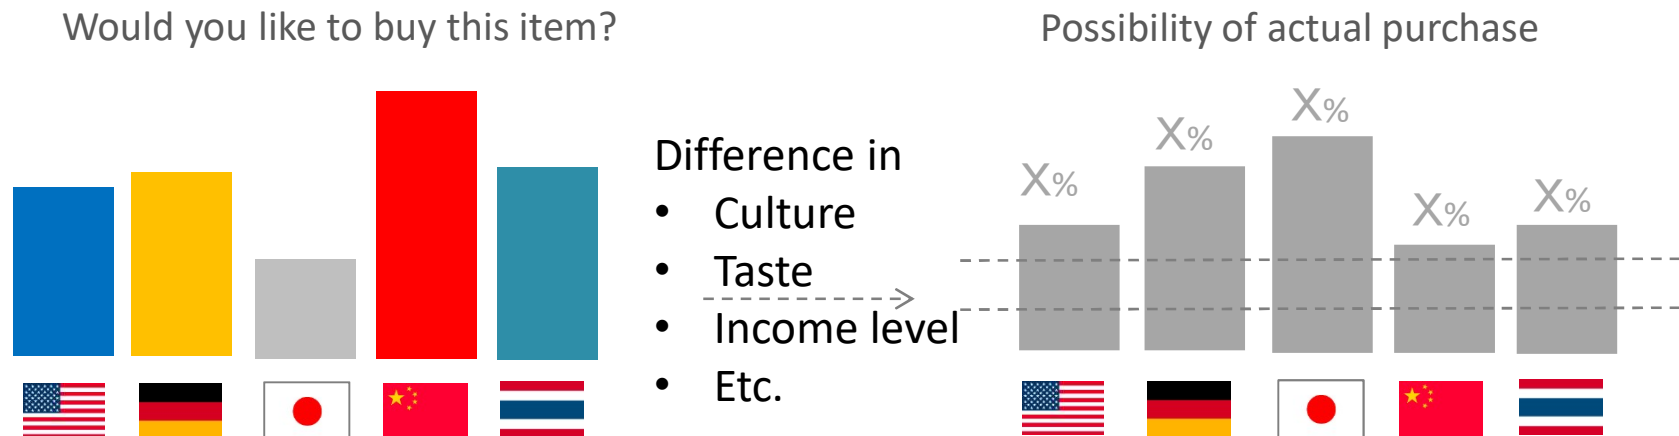 Would you like to buy this item?
Possibility of actual purchase
Difference in
• Culture
• Taste
• Income level
• Etc.
X%
X%
X%
X%
X%